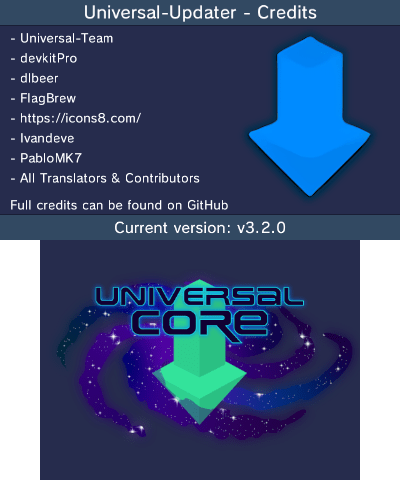 Universal-Updater - Credits
- Universal-Team
- devkitPro
- dlbeer
- FlagBrew
- https://icons8.com/
- Ivandeve
- PabloMK7
- All Translators & Contributors
Full credits can be found on GitHub
Current version: v3.2.0
UNIVERSAL
CORE